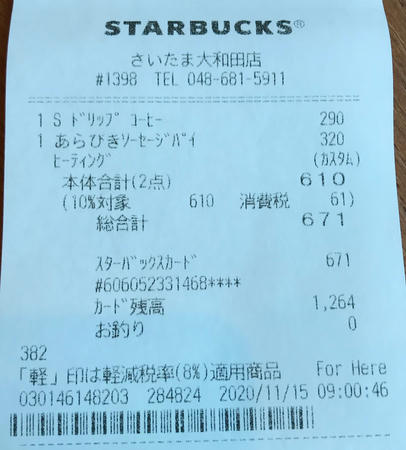 STARBUCKS®
さいたま大和田店
#1398 TEL 048-681-5911
1 S ﾄﾞﾘｯﾌﾟ ｺｰﾋｰ 290
1 あらびきｿｰｾｰｼﾞﾊﾟｲ 320
ﾋｰﾃｨﾝｸﾞ (ｶｽﾀﾑ)
本体合計(2点) 610
(10%対象 610 消費税 61)
総合計 671
ｽﾀｰﾊﾞｯｸｽｶｰﾄﾞ 671
#606052331468****
ｶｰﾄﾞ残高 1,264
お釣り 0
382
「軽」印は軽減税率(8%)適用商品 For Here
030146148203 284824 2020/11/15 09:00:46